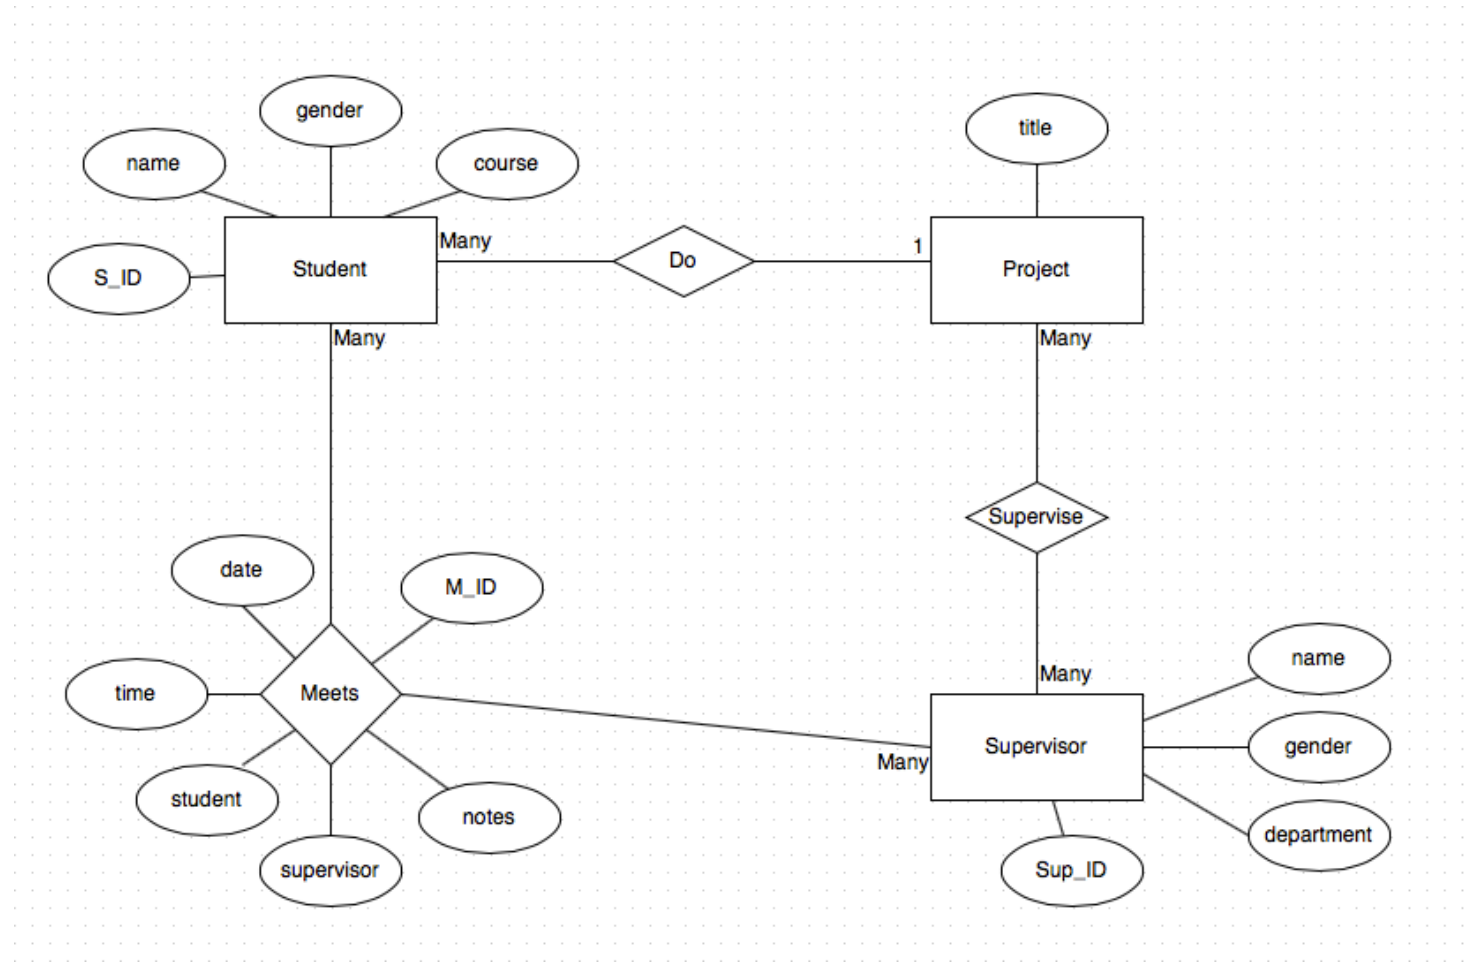 gender
title
name
course
Many
1
Do
Student
Project
S_ID
Many
Many
Supervise
date
M_ID
Many
name
time
Meets
Supervisor
gender
Many
student
notes
department
supervisor
Sup_ID